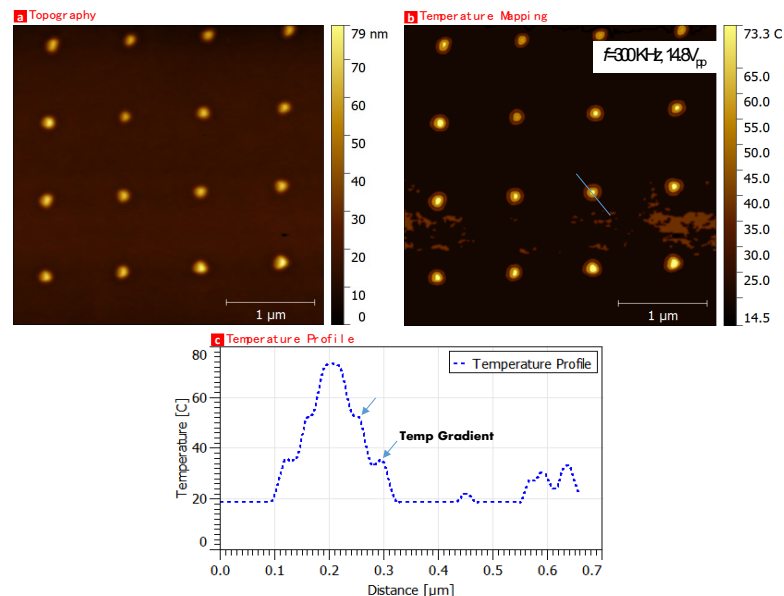 a Topography
79 nm
70
60
50
40
30
20
10
0
1 µm
b Temperature Mapping
f=300 KHz, 14.8Vpp
73.3 C
65.0
60.0
55.0
50.0
45.0
40.0
35.0
30.0
25.0
14.5
1 µm
c Temperature Profile
80
60
40
20
0
Temperature [C]
Temperature Profile
Temp Gradient
0.0 0.1 0.2 0.3 0.4 0.5 0.6 0.7
Distance [µm]